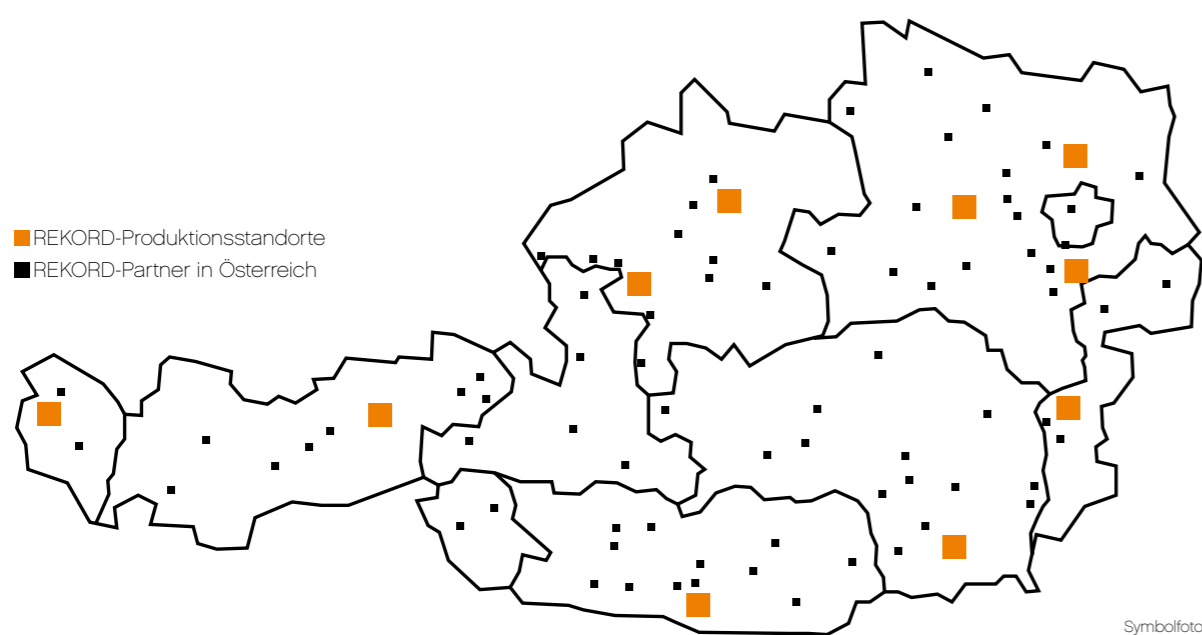 REKORD-Produktionsstandorte
REKORD-Partner in Österreich
Symbolfoto